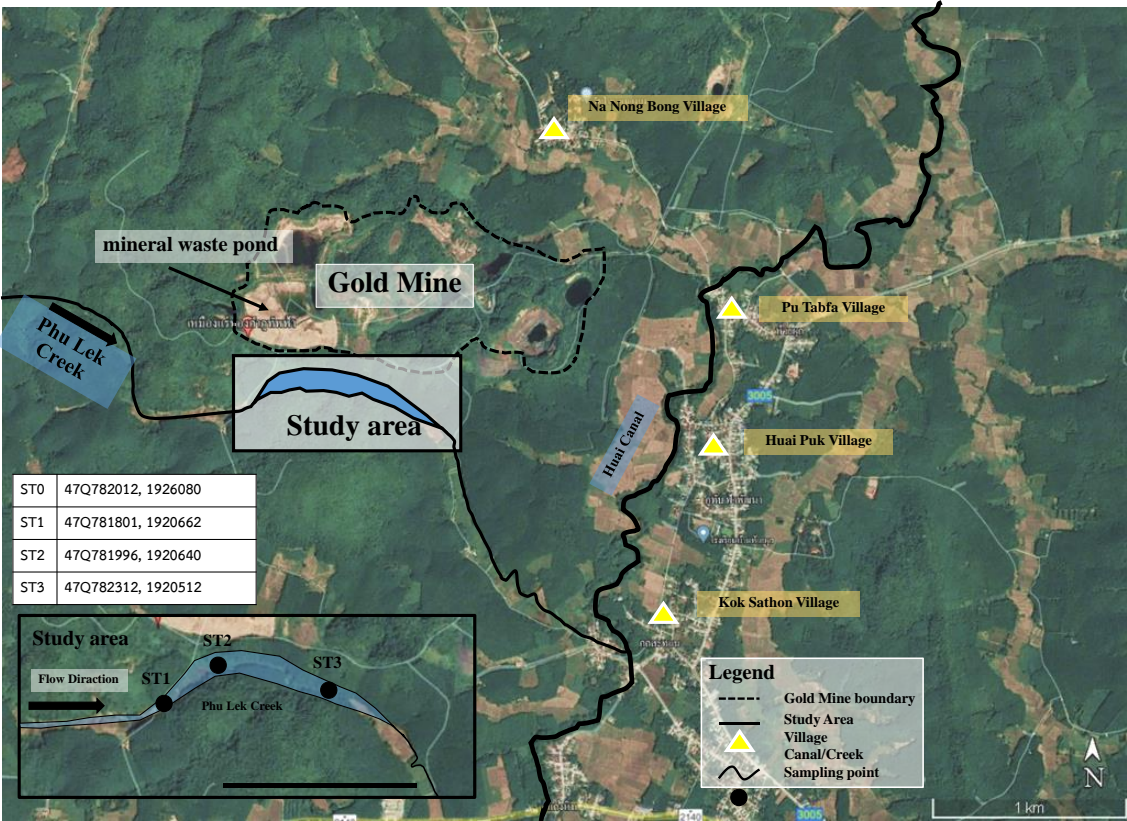 Na Nong Bong Village
mineral waste pond
Gold Mine
Phu Lek
Creek
Pu Tabfa Village
Study area
3005
Huai Canal
Huai Puk Village
ST0 47Q782012, 1926080
ST1 47Q781801, 1920662
ST2 47Q781996, 1920640
ST3 47Q782312, 1920512
Kok Sathon Village
Study area
ST2
ST3
Flow Direction
ST1
Phu Lek Creek
Legend
Gold Mine boundary
Study Area
Village
Canal/Creek
Sampling point
N
1 km
2140
3005